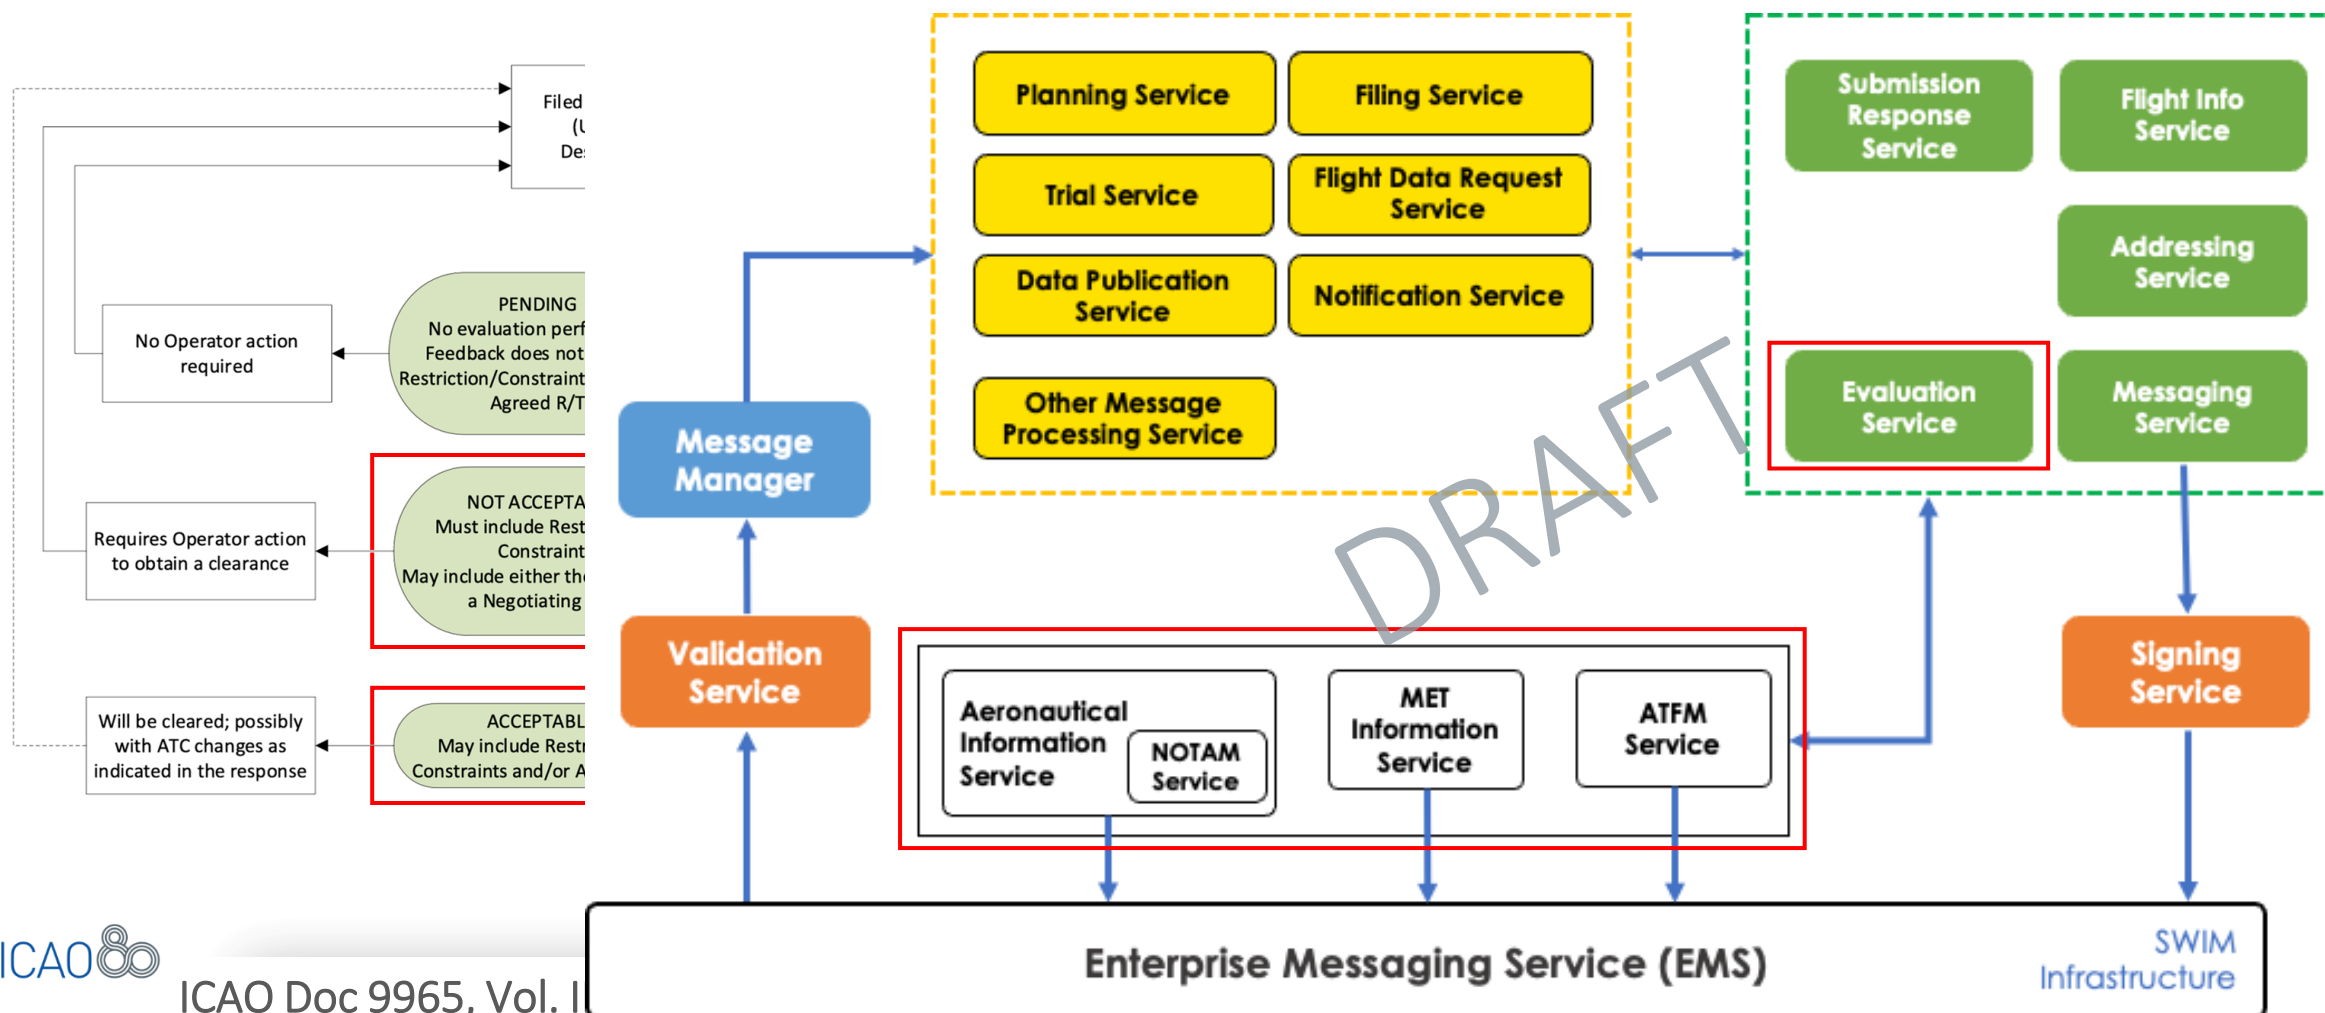 Filed
(U
De
PENDING
No evaluation perf
Feedback does not
Restriction/Constraint
Agreed R/T
No Operator action
required
NOT ACCEPTA
Must include Rest
Constraint
May include either the
a Negotiating
Requires Operator action
to obtain a clearance
ACCEPTABL
May include Restr
Constraints and/or A
Will be cleared; possibly
with ATC changes as
indicated in the response
ICAO 80
ICAO Doc 9965, Vol. I
Planning Service
Filing Service
Trial Service
Flight Data Request
Service
Data Publication
Service
Notification Service
Other Message
Processing Service
Submission
Response
Service
Flight Info
Service
Addressing
Service
Evaluation
Service
Messaging
Service
Message
Manager
Validation
Service
DRAFT
Aeronautical
Information
Service
NOTAM
Service
MET
Information
Service
ATFM
Service
Signing
Service
Enterprise Messaging Service (EMS)
SWIM
Infrastructure